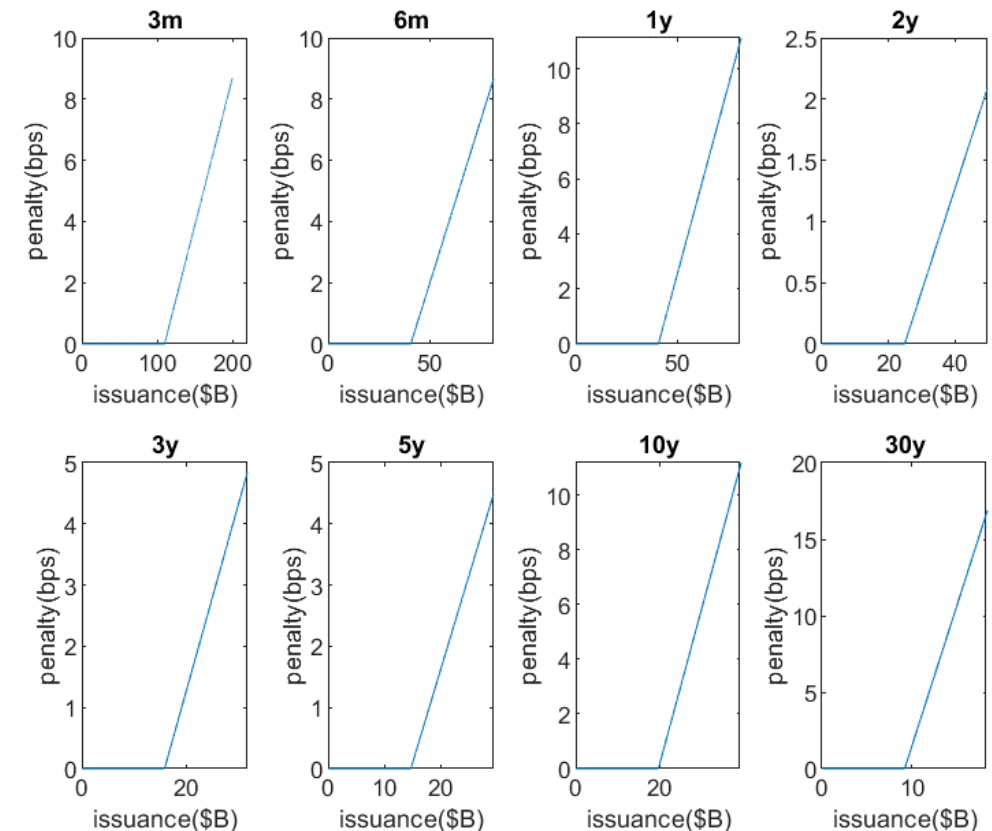 3m
10
8
6
4
2
0
penalty(bps)
0 100 200
issuance($B)
6m
10
8
6
4
2
0
penalty(bps)
0 50
issuance($B)
1y
10
8
6
4
2
0
penalty(bps)
0 50
issuance($B)
2y
2.5
2
1.5
1
0.5
0
penalty(bps)
0 20 40
issuance($B)
3y
5
4
3
2
1
0
penalty(bps)
0 20
issuance($B)
5y
5
4
3
2
1
0
penalty(bps)
0 10 20
issuance($B)
10y
10
8
6
4
2
0
penalty(bps)
0 20
issuance($B)
30y
20
15
10
5
0
penalty(bps)
0 10
issuance($B)